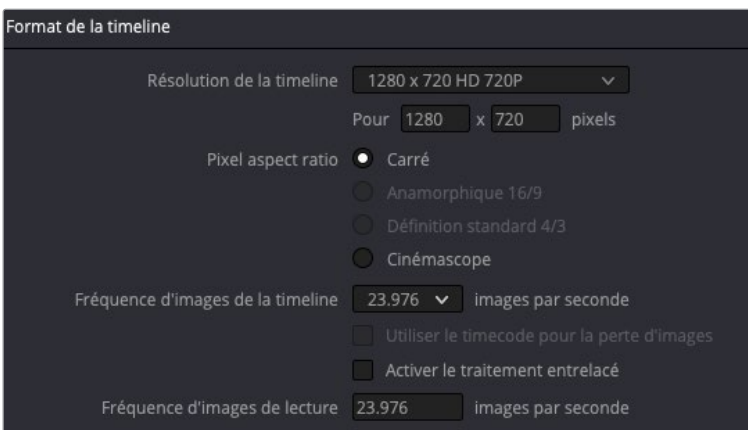 Format de la timeline
Résolution de la timeline 1280 x 720 HD 720P
Pour 1280 x 720 pixels
Pixel aspect ratio Carré
Anamorphique 16/9
Définition standard 4/3
Cinémascope
Fréquence d'images de la timeline 23.976 images par seconde
Utiliser le timecode pour la perte d'images
Activer le traitement entrelacé
Fréquence d'images de lecture 23.976 images par seconde